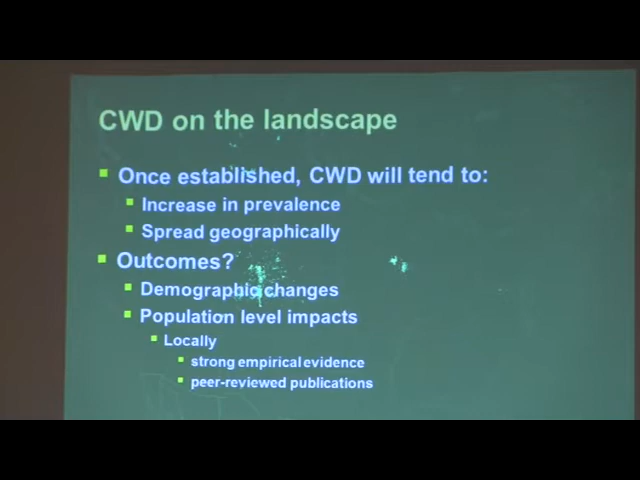 CWD on the landscape
Once established, CWD will tend to:
Increase in prevalence
Spread geographically
Outcomes?
Demographic changes
Population level impacts
Locally
strong empirical evidence
peer-reviewed publications